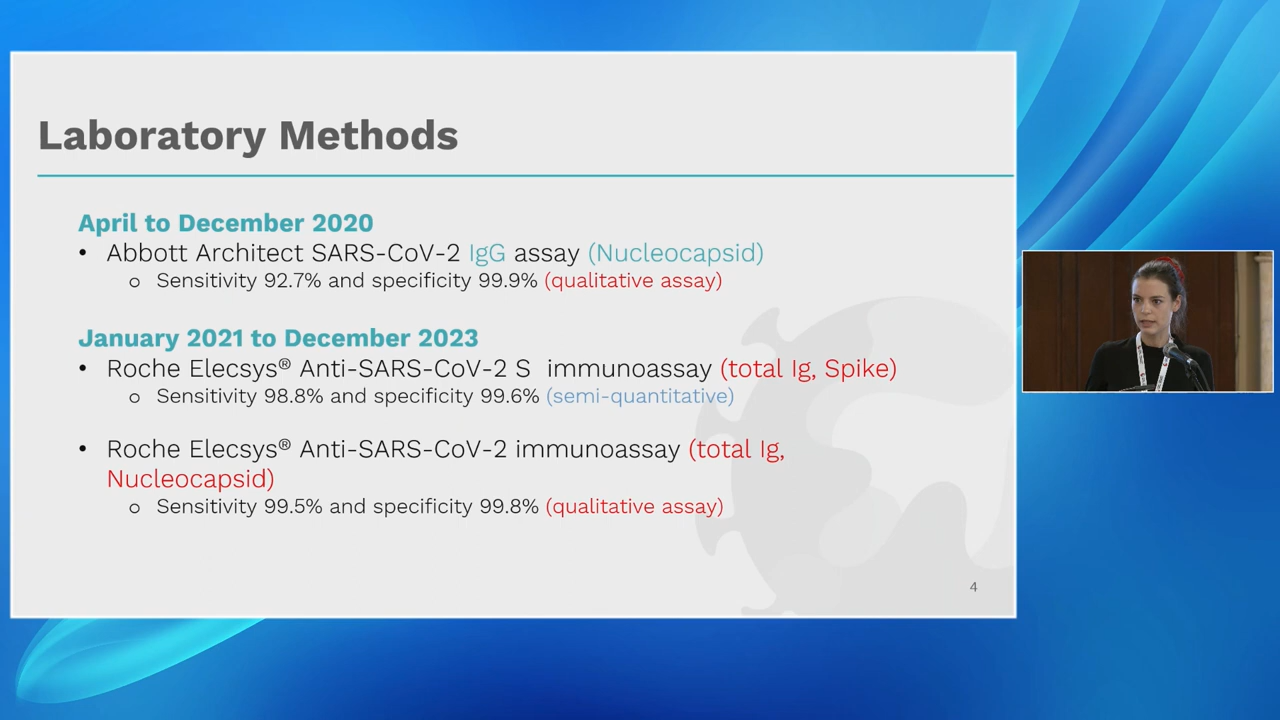 Laboratory Methods
April to December 2020
• Abbott Architect SARS-CoV-2 IgG assay (Nucleocapsid)
o Sensitivity 92.7% and specificity 99.9% (qualitative assay)
January 2021 to December 2023
• Roche Elecsys® Anti-SARS-CoV-2 S immunoassay (total Ig, Spike)
o Sensitivity 98.8% and specificity 99.6% (semi-quantitative)
• Roche Elecsys® Anti-SARS-CoV-2 immunoassay (total Ig,
Nucleocapsid)
o Sensitivity 99.5% and specificity 99.8% (qualitative assay)
4